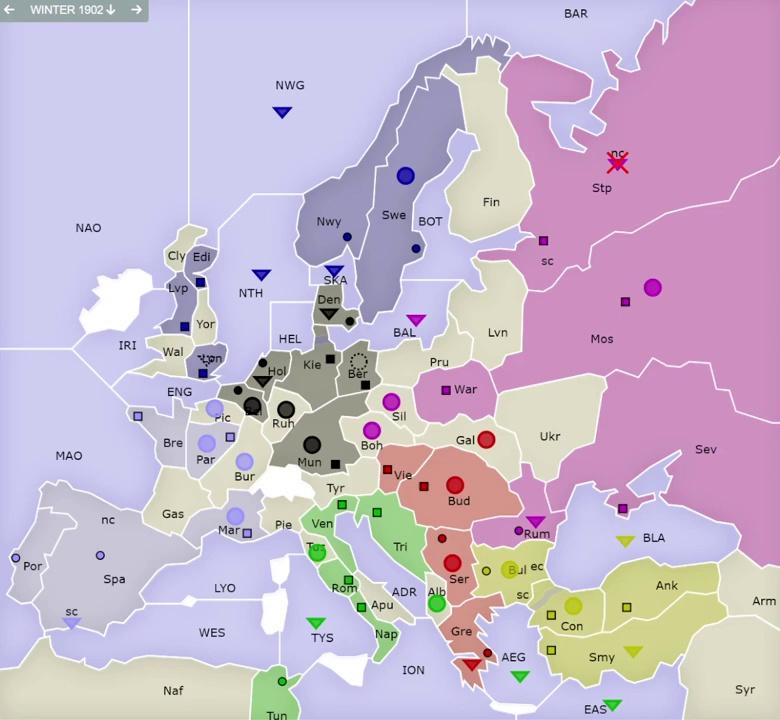 ← WINTER 1902↓ →
BAR
NWG
nc
Stp
Fin
Nwy
Swe
BOT
NAO
Cly
Edi
sc
SKA
NTH
Den
Lvp
Yor
HEL
BAL
Lvn
Mos
IRI
Wal
Lon
Hol
Kie
Ber
Pru
ENG
Bel
War
Pic
Ruh
Sil
Bre
Par
Boh
Gal
Ukr
MAO
Bur
Mun
Vie
Sev
Tyr
Bud
Gas
nc
Mar
Pie
Ven
Rum
BLA
Tri
Tus
Por
Spa
Ser
Bul
ec
LYO
Rom
ADR
Alb
sc
Ank
Arm
sc
Apu
Con
WES
TYS
Nap
Gre
ION
AEG
Smy
Naf
Syr
EAS
Tun